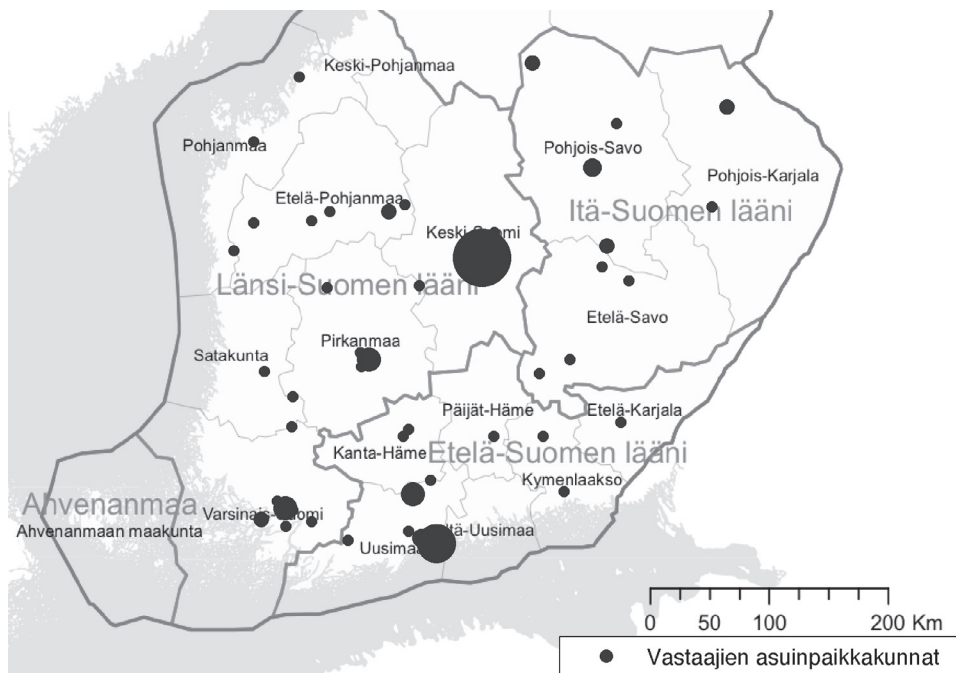 Keski-Pohjanmaa
Pohjanmaa
Pohjois-Savo
Pohjois-Karjala
Etelä-Pohjanmaa
Itä-Suomen lääni
Keski-Suomi
Länsi-Suomen lääni
Etelä-Savo
Pirkanmaa
Satakunta
Päijät-Häme
Etelä-Karjala
Kanta-Häme
Etelä-Suomen lääni
Kymenlaakso
Ahvenanmaa
Varsinais-Suomi
Ahvenanmaan maakunta
Itä-Uusimaa
Uusimaa
0 50 100 200 Km
Vastaajien asuinpaikkakunnat